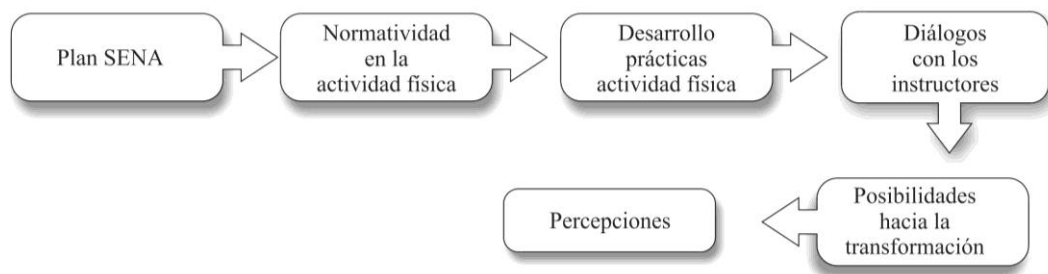 Plan SENA
Normatividad
en la
actividad física
Desarrollo
prácticas
actividad física
Diálogos
con los
instructores
Posibilidades
hacia la
transformación
Percepciones